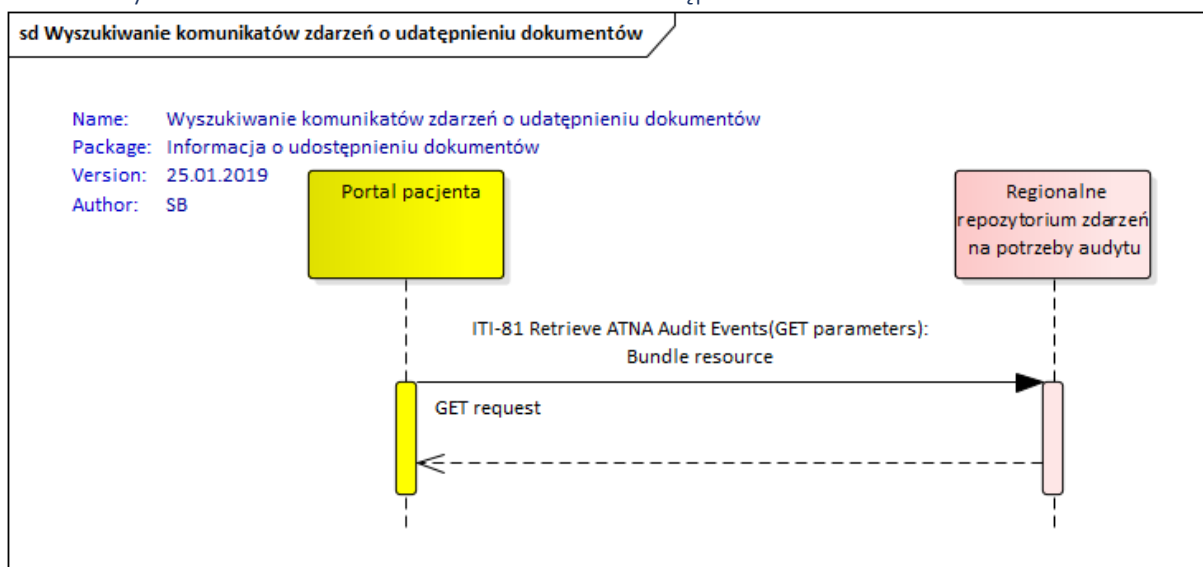 sd Wyszukiwanie komunikatów zdarzeń o udatępnieniu dokumentów
Name: Wyszukiwanie komunikatów zdarzeń o udatępnieniu dokumentów
Package: Informacja o udostępnieniu dokumentów
Version: 25.01.2019
Author: SB
Portal pacjenta
Regionalne
repozytorium zdarzeń
na potrzeby audytu
ITI-81 Retrieve ATNA Audit Events(GET parameters):
Bundle resource
GET request